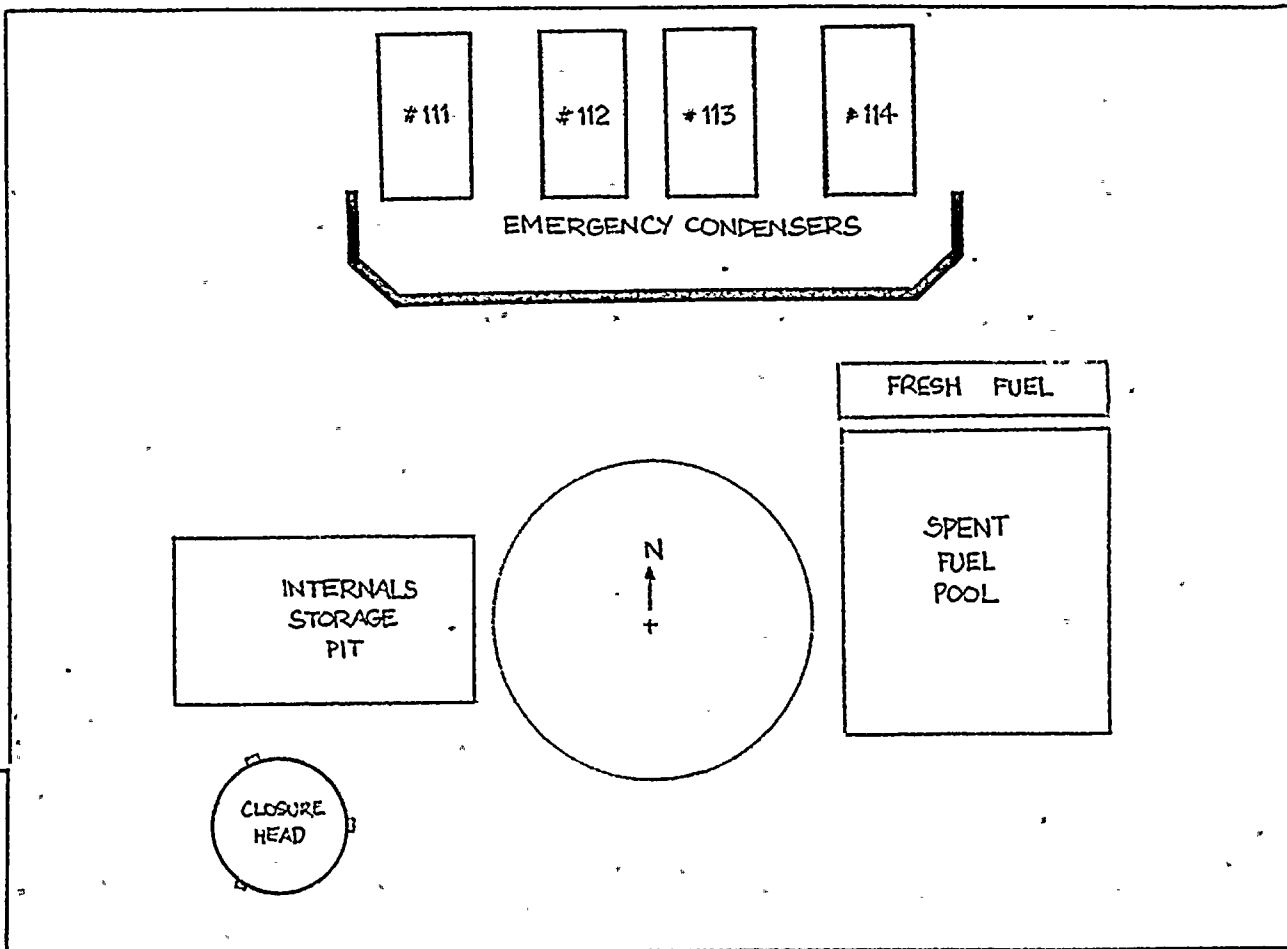 #111 #112 #113 #114
EMERGENCY CONDENSERS
FRESH FUEL
N
SPENT
FUEL
POOL
INTERNALS
STORAGE
PIT
CLOSURE
HEAD